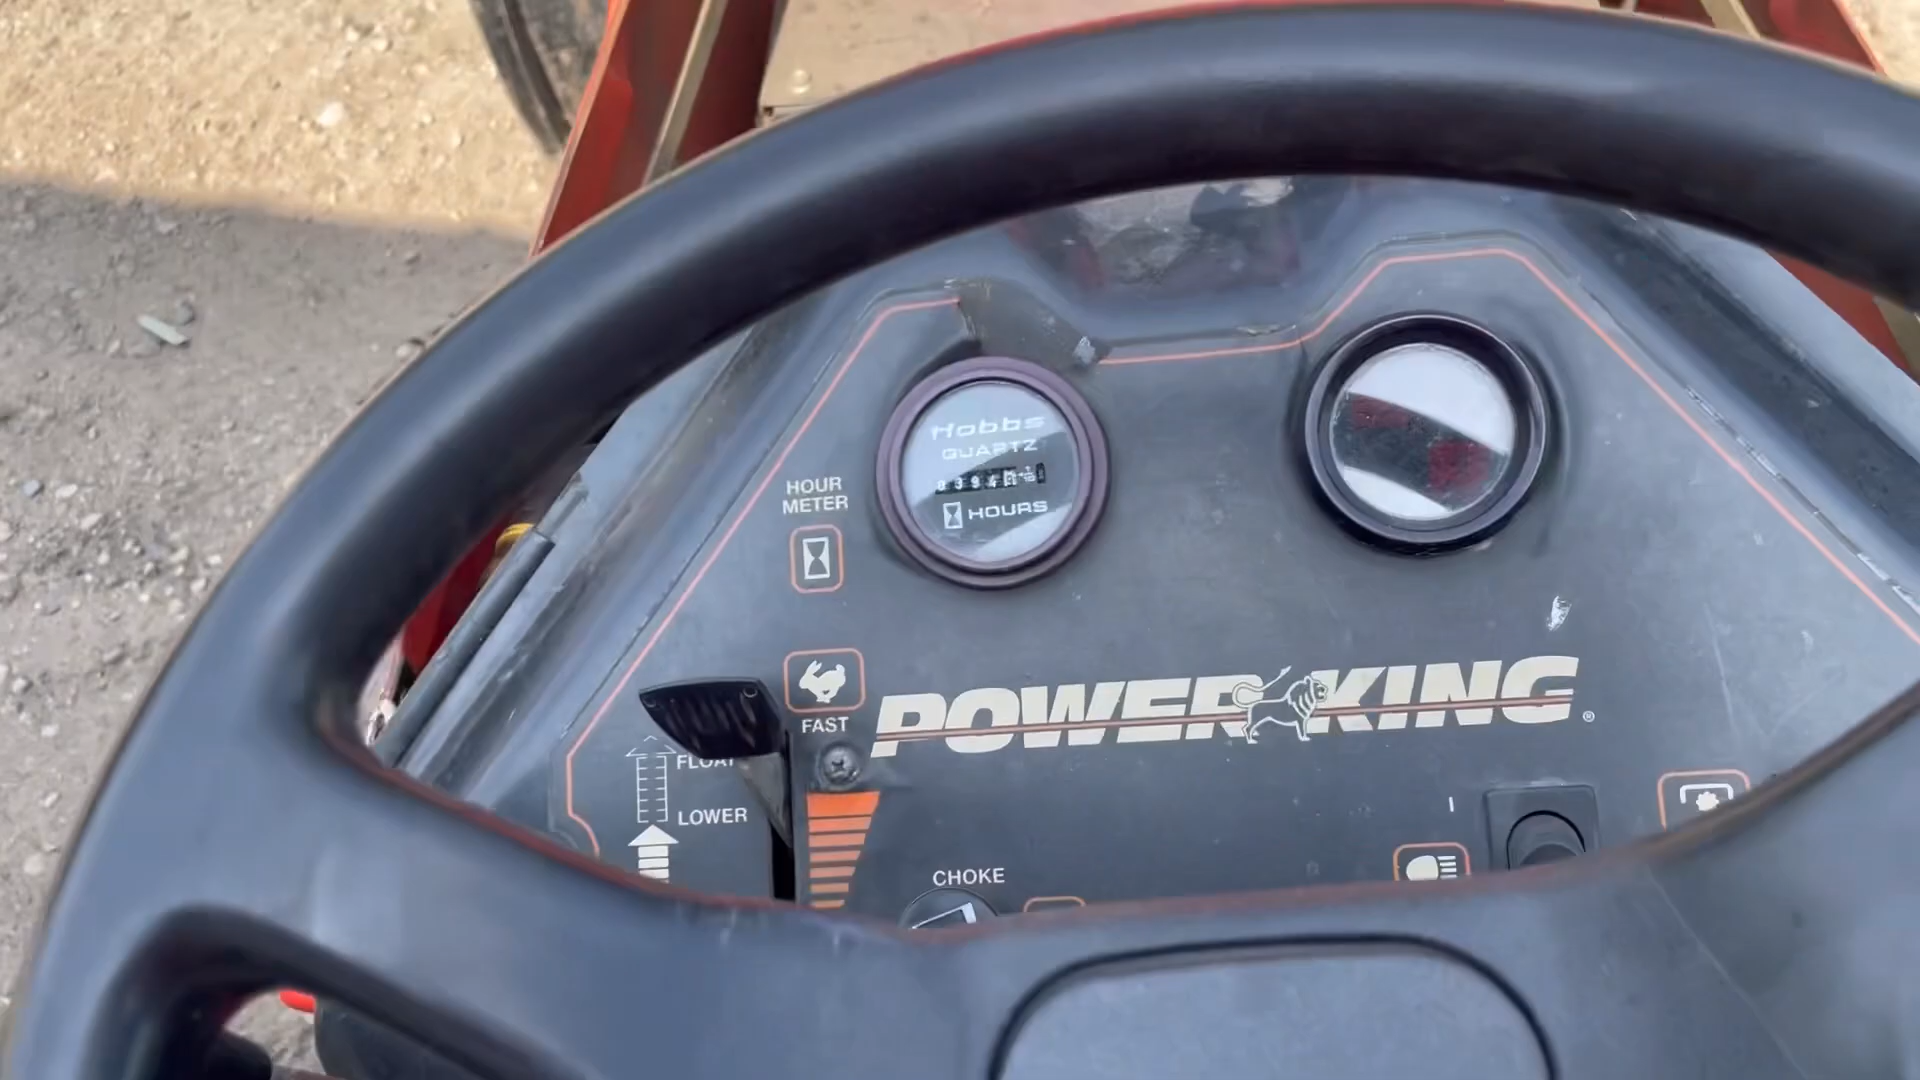 Hobbs
QUARTZ
HOURS
HOUR
METER
FAST
POWER KING®
FLOAT
LOWER
I
CHOKE